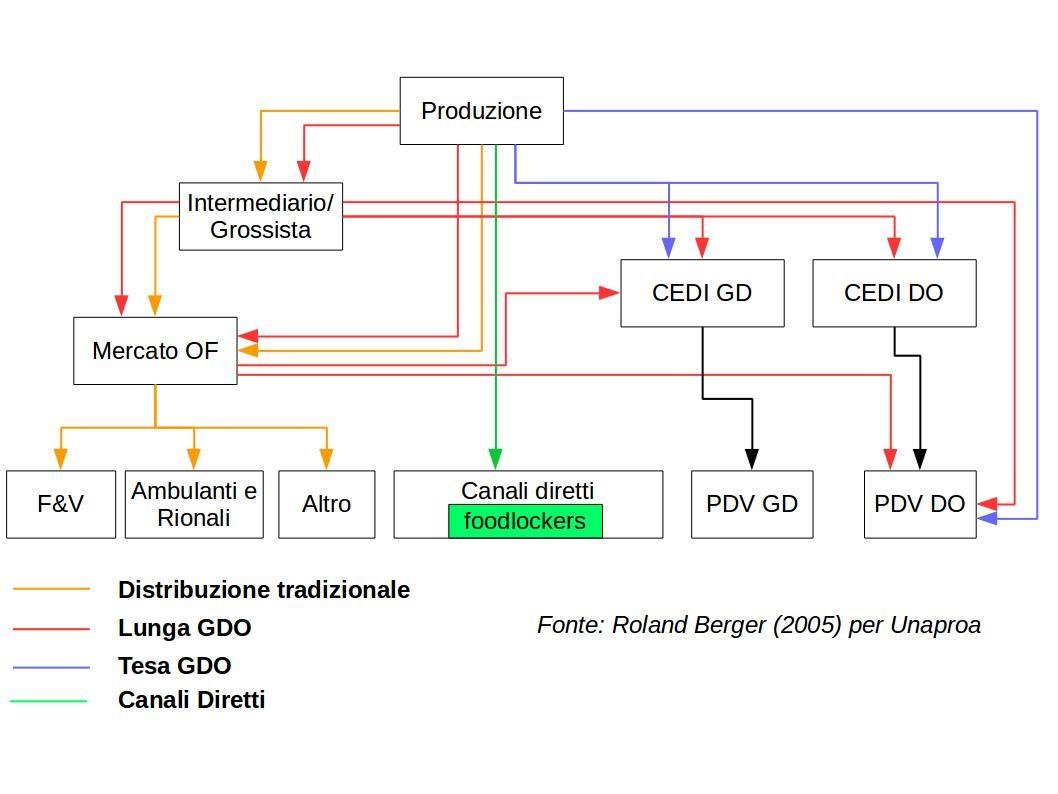 Produzione
Intermediario/
Grossista
CEDI GD
CEDI DO
Mercato OF
F&V
Ambulanti e
Rionali
Altro
Canali diretti
foodlockers
PDV GD
PDV DO
Distribuzione tradizionale
Lunga GDO
Tesa GDO
Canali Diretti
Fonte: Roland Berger (2005) per Unaproa